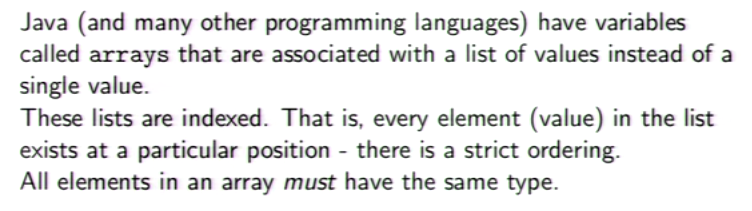 Java (and many other programming languages) have variables
called arrays that are associated with a list of values instead of a
single value.
These lists are indexed. That is, every element (value) in the list
exists at a particular position - there is a strict ordering.
All elements in an array must have the same type.